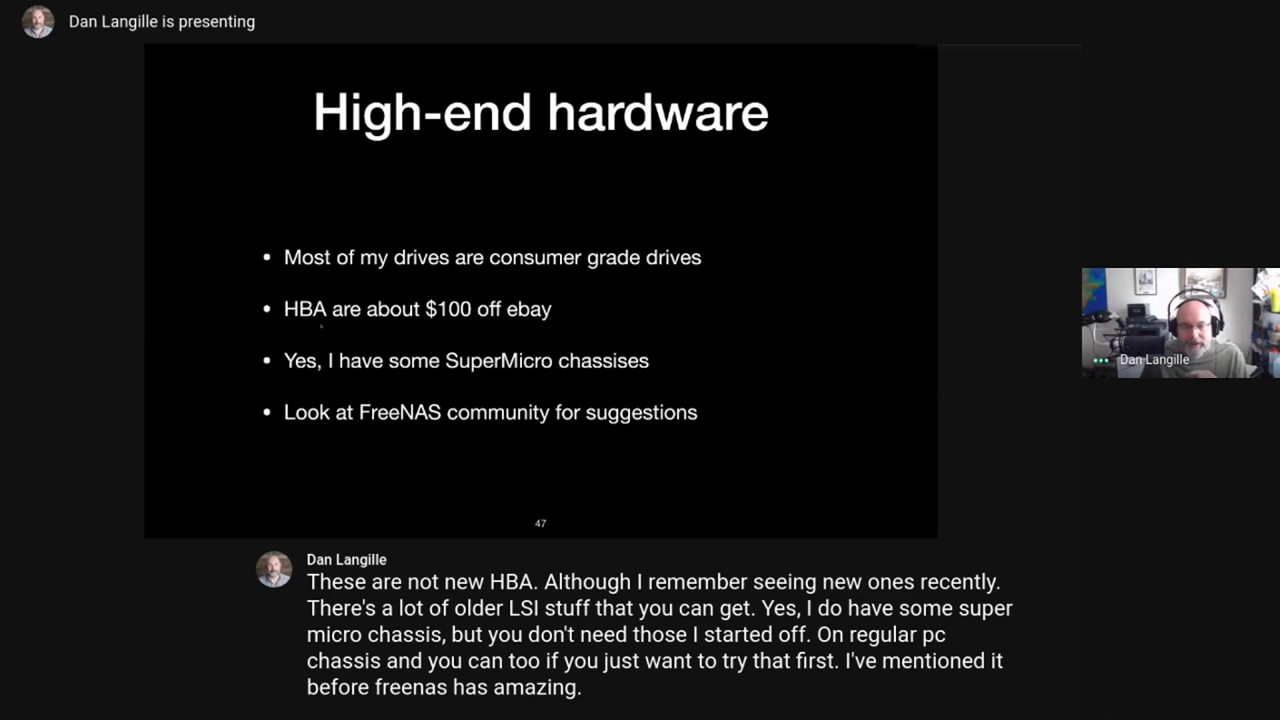 Dan Langille is presenting
High-end hardware
• Most of my drives are consumer grade drives
• HBA are about $100 off ebay
• Yes, I have some SuperMicro chassises
• Look at FreeNAS community for suggestions
47
Dan Langille
Dan Langille
These are not new HBA. Although I remember seeing new ones recently.
There's a lot of older LSI stuff that you can get. Yes, I do have some super
micro chassis, but you don't need those I started off. On regular pc
chassis and you can too if you just want to try that first. I've mentioned it
before freenas has amazing.